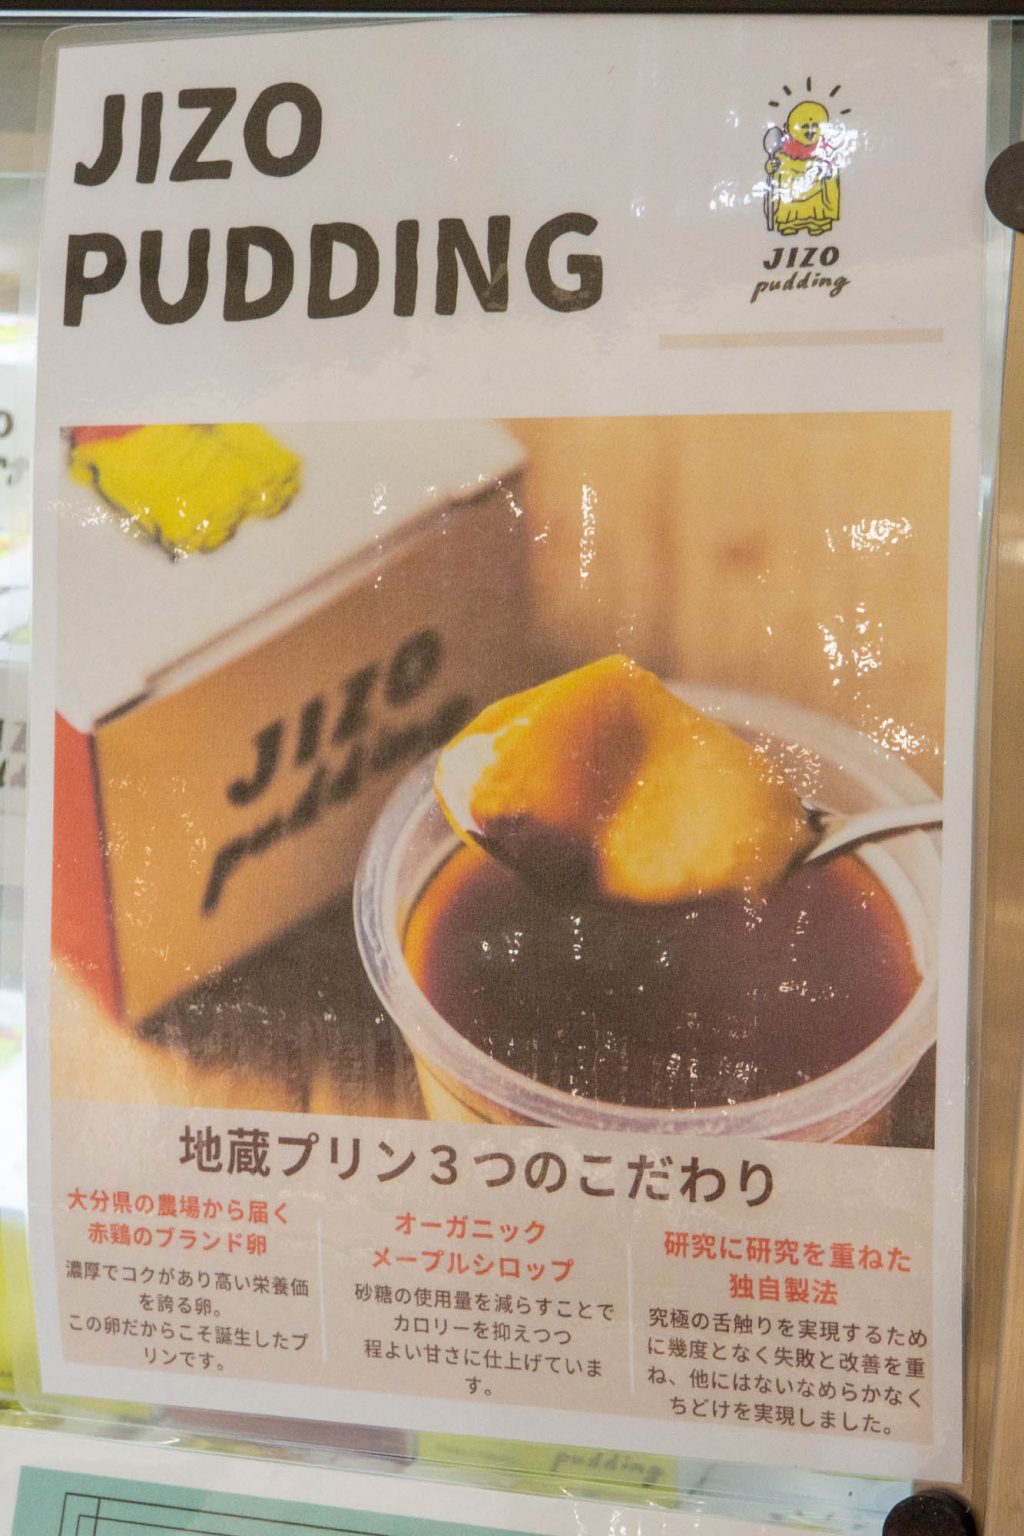 JIZO
PUDDING
JIZO
pudding
JIZO
pudding
地蔵プリン３つのこだわり
大分県の農場から届く
赤鶏のブランド卵
濃厚でコクがあり高い栄養価
を誇る卵。
この卵だからこそ誕生したプ
リンです。
オーガニック
メープルシロップ
砂糖の使用量を減らすことで
カロリーを抑えつつ
程よい甘さに仕上げていま
す。
研究に研究を重ねた
独自製法
究極の舌触りを実現するため
に幾度となく失敗と改善を重
ね、他にはないなめらかなく
ちどけを実現しました。
pudding